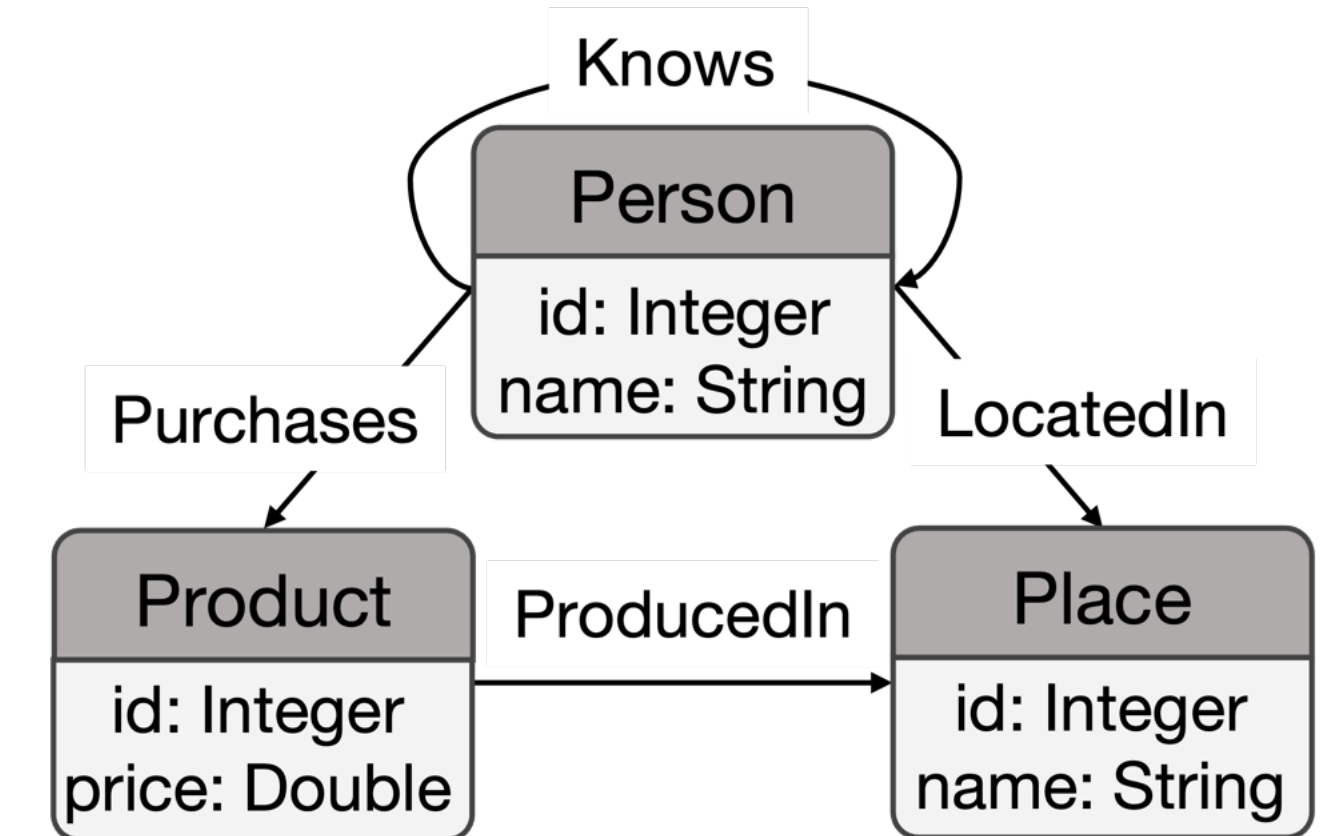 Knows
Person
id: Integer
name: String
Purchases
LocatedIn
Product
id: Integer
price: Double
ProducedIn
Place
id: Integer
name: String